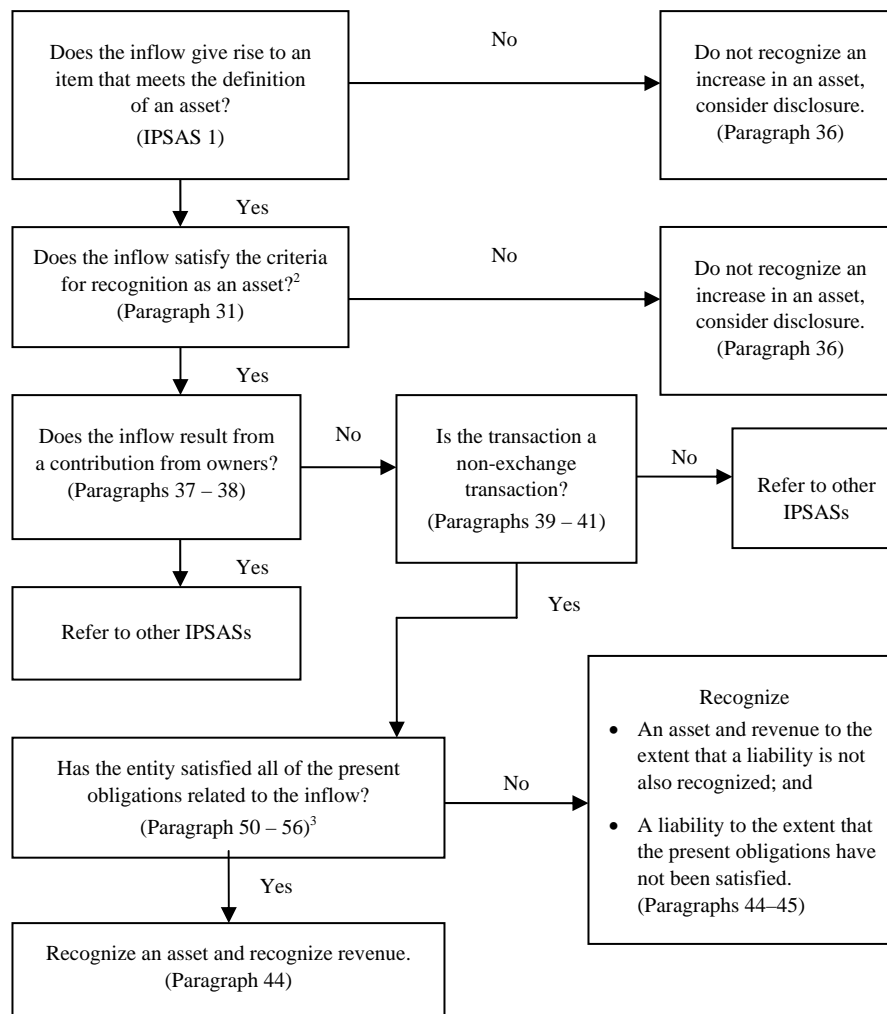 Does the inflow give rise to an
item that meets the definition
of an asset?
(IPSAS 1)
No
Do not recognize an
increase in an asset,
consider disclosure.
(Paragraph 36)
Yes
Does the inflow satisfy the criteria
for recognition as an asset?²
(Paragraph 31)
No
Do not recognize an
increase in an asset,
consider disclosure.
(Paragraph 36)
Yes
Does the inflow result from
a contribution from owners?
(Paragraphs 37 – 38)
No
Is the transaction a
non-exchange
transaction?
(Paragraphs 39 – 41)
No
Refer to other
IPSASs
Yes
Refer to other IPSASs
Yes
Has the entity satisfied all of the present
obligations related to the inflow?
(Paragraph 50 – 56)³
No
Recognize
• An asset and revenue to the
extent that a liability is not
also recognized; and
• A liability to the extent that
the present obligations have
not been satisfied.
(Paragraphs 44–45)
Yes
Recognize an asset and recognize revenue.
(Paragraph 44)